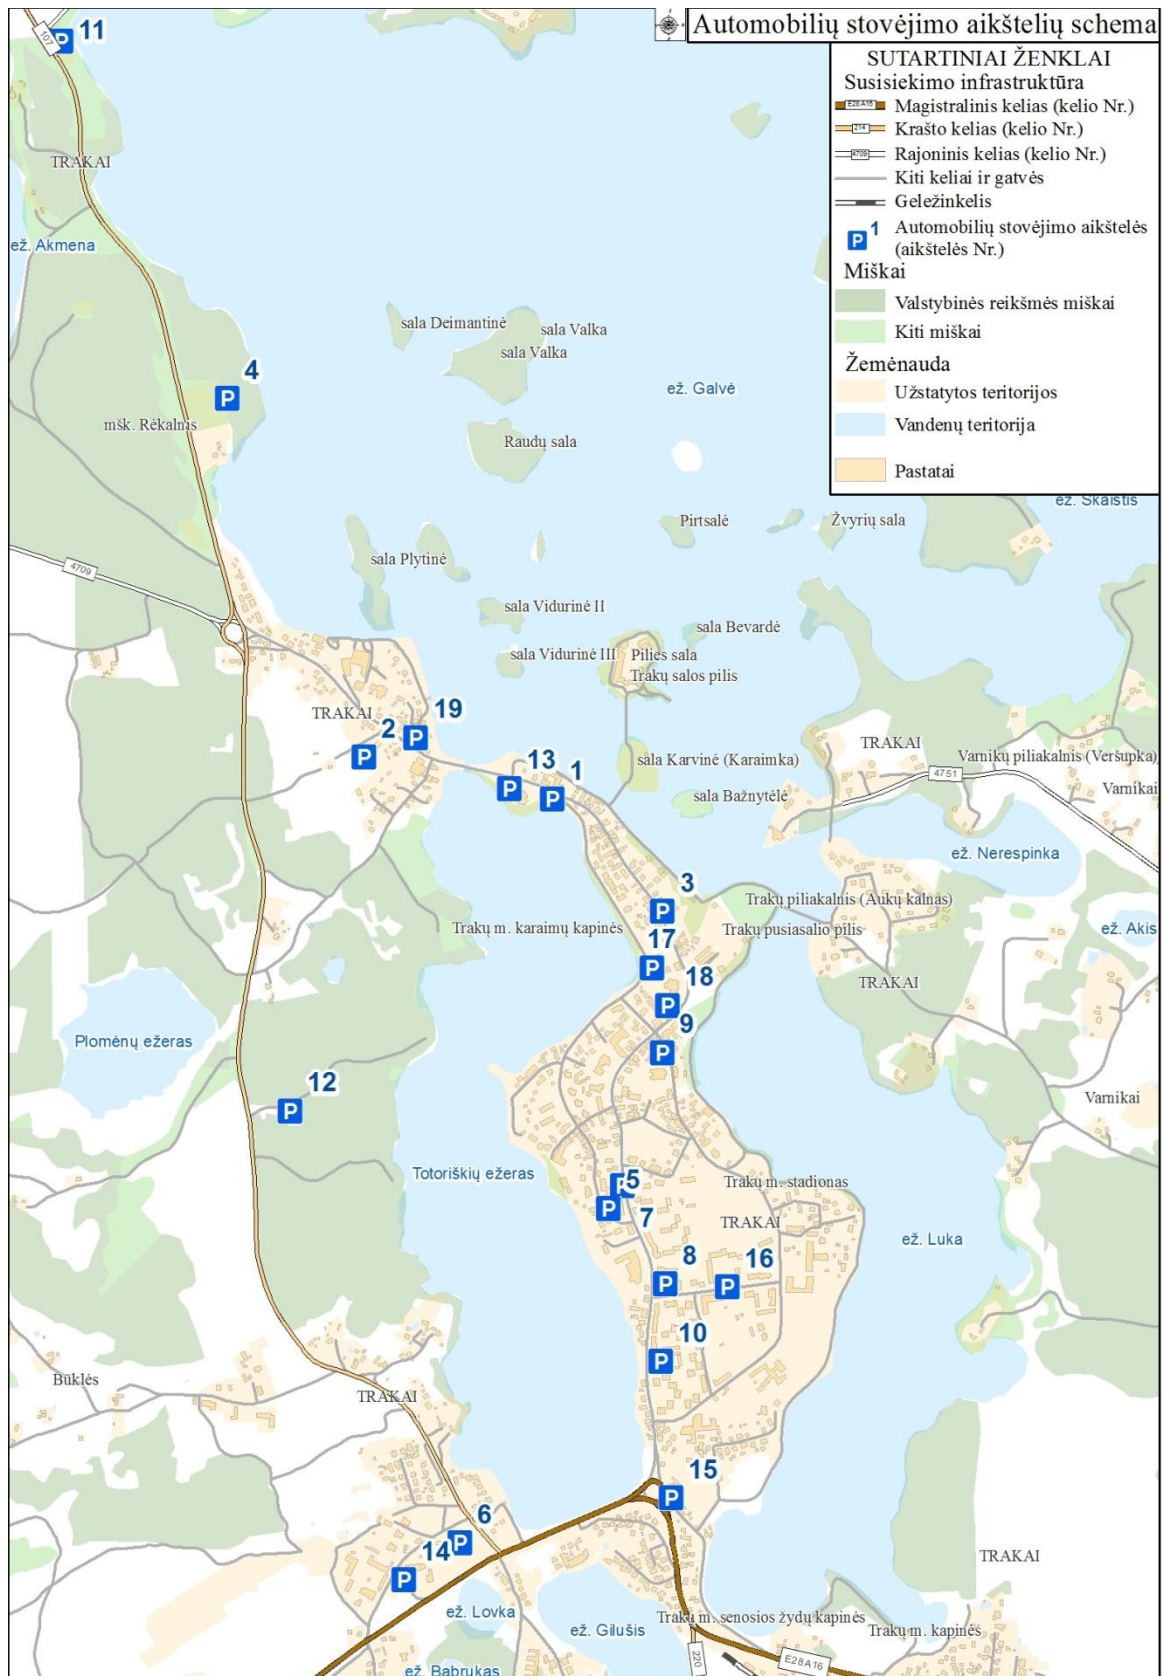 Automobilių stovėjimo aikštelių schema
SUTARTINIAI ŽENKLAI
Susisiekimo infrastruktūra
E28 A16 Magistralinis kelias (kelio Nr.)
214 Krašto kelias (kelio Nr.)
4709 Rajoninis kelias (kelio Nr.)
Kiti keliai ir gatvės
Geležinkelis
P 1 Automobilių stovėjimo aikštelės
(aikštelės Nr.)
Miškai
Valstybinės reikšmės miškai
Kiti miškai
Žemėnauda
Užstatytos teritorijos
Vandenų teritorija
Pastatai
107
P 11
TRAKAI
ež. Akmena
sala Deimantinė
sala Valka
sala Valka
P 4
ež. Galvė
mšk. Rėkalnis
Raudų sala
ež. Skaistis
Pirtsalė
Žvyrių sala
4709
sala Plytinė
sala Vidurinė II
sala Bevardė
sala Vidurinė III
Pilies sala
Trakų salos pilis
TRAKAI
P 19
P 2
TRAKAI
Varnikų piliakalnis (Veršupka)
sala Karvinė (Karaimka)
4751
P 13
P 1
sala Bažnytėlė
Varnikai
ež. Nerespinka
P 3
Trakų piliakalnis (Aukų kalnas)
Trakų m. karaimų kapinės
Trakų pusiasalio pilis
ež. Akis
P 17
P 18
TRAKAI
P 9
Plomėnų ežeras
P 12
Varnikai
Totoriškių ežeras
P 5
Trakų m. stadionas
P 7
TRAKAI
ež. Luka
P 8
P 16
P 10
Būklės
TRAKAI
P 15
P 6
P 14
TRAKAI
ež. Lovka
Trakų m. senosios žydų kapinės
Trakų m. kapinės
ež. Gilušis
220
E28 A16
ež. Babrukas